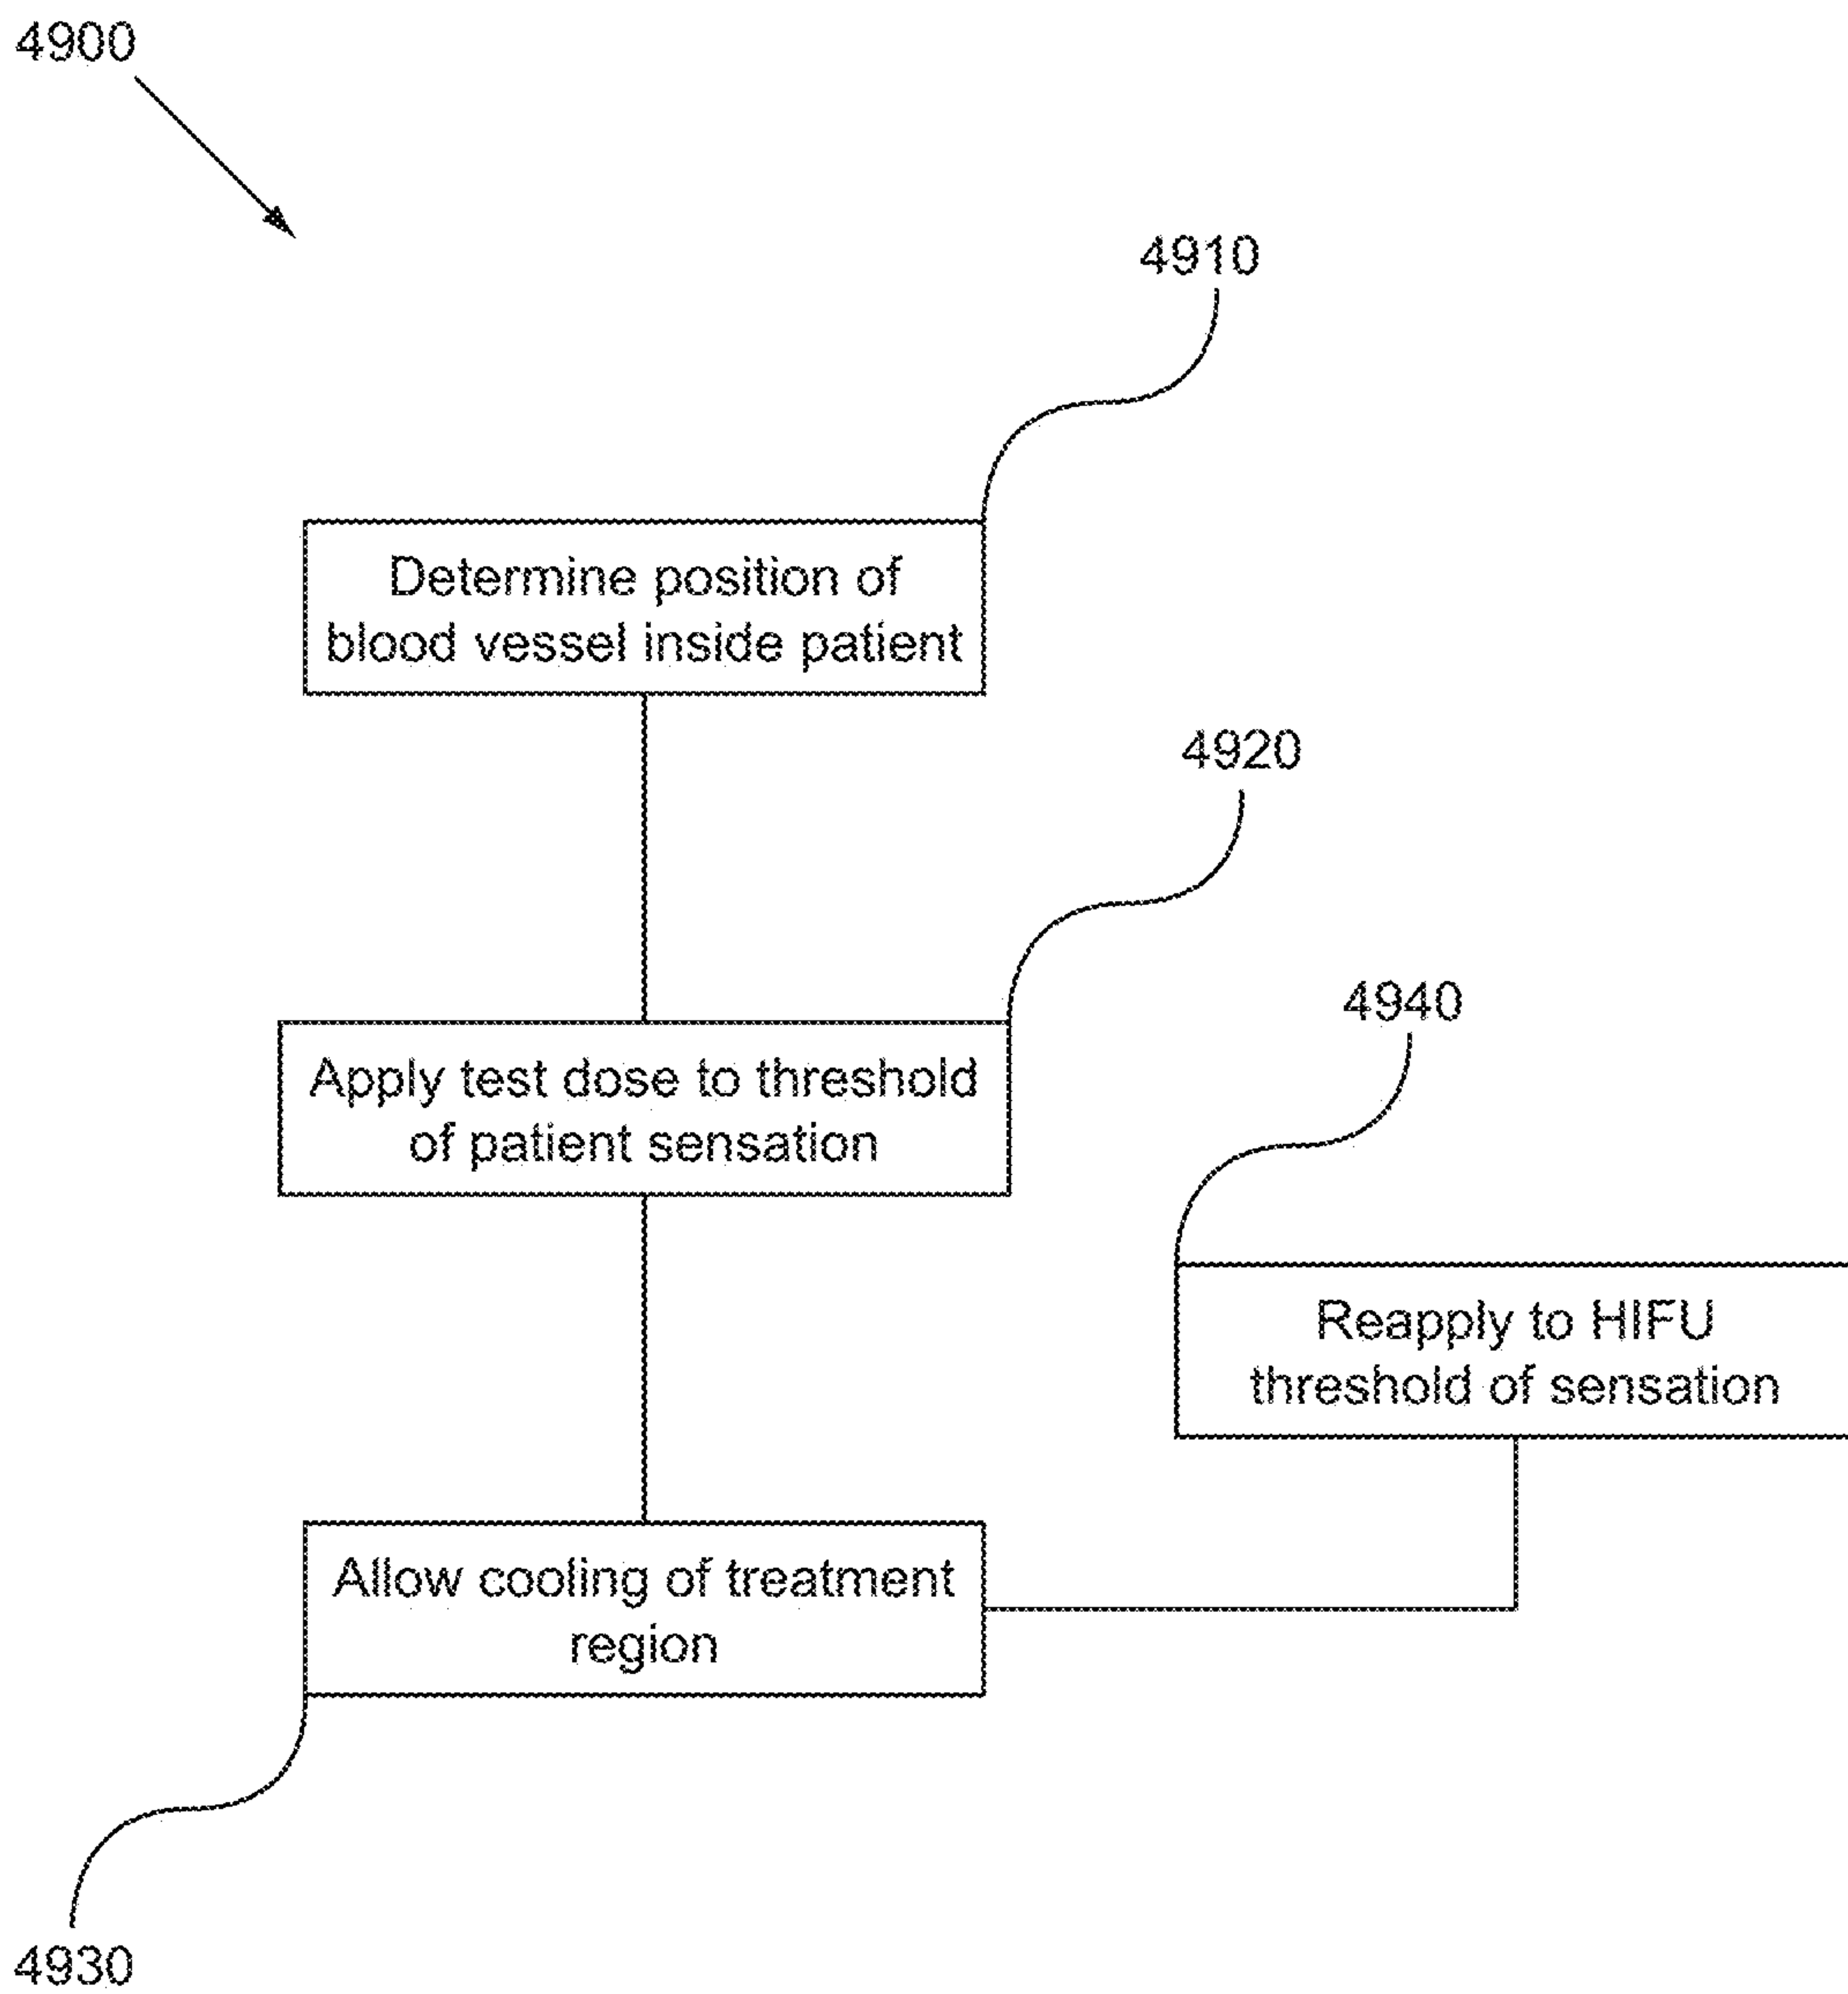 4900
4910
Determine position of
blood vessel inside patient
4920
Apply test dose to threshold
of patient sensation
4940
Reapply to HIFU
threshold of sensation
Allow cooling of treatment
region
4930